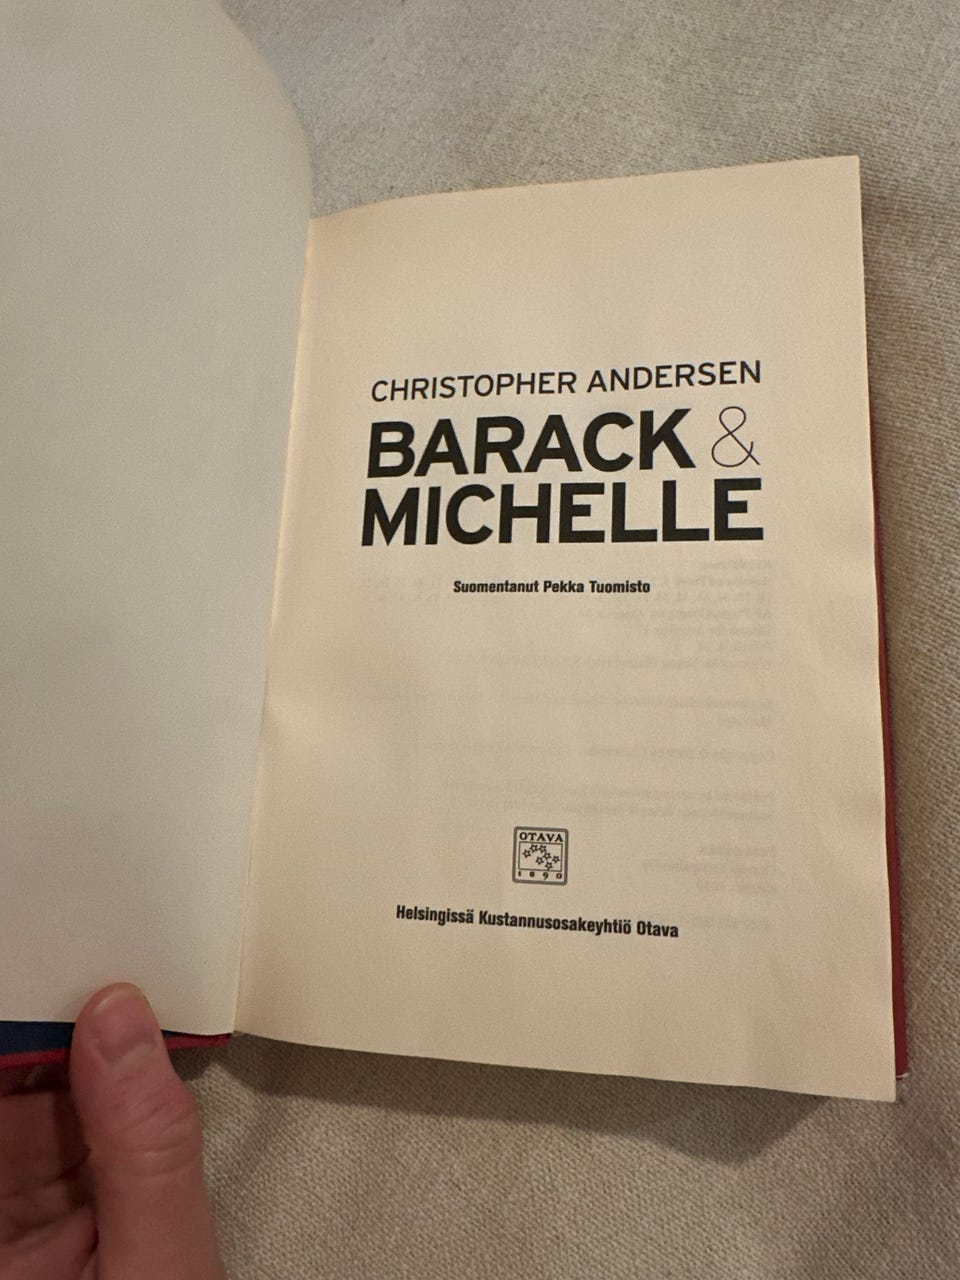 CHRISTOPHER ANDERSEN
BARACK &
MICHELLE
Suomentanut Pekka Tuomisto
OTAVA
1890
Helsingissä Kustannusosakeyhtiö Otava